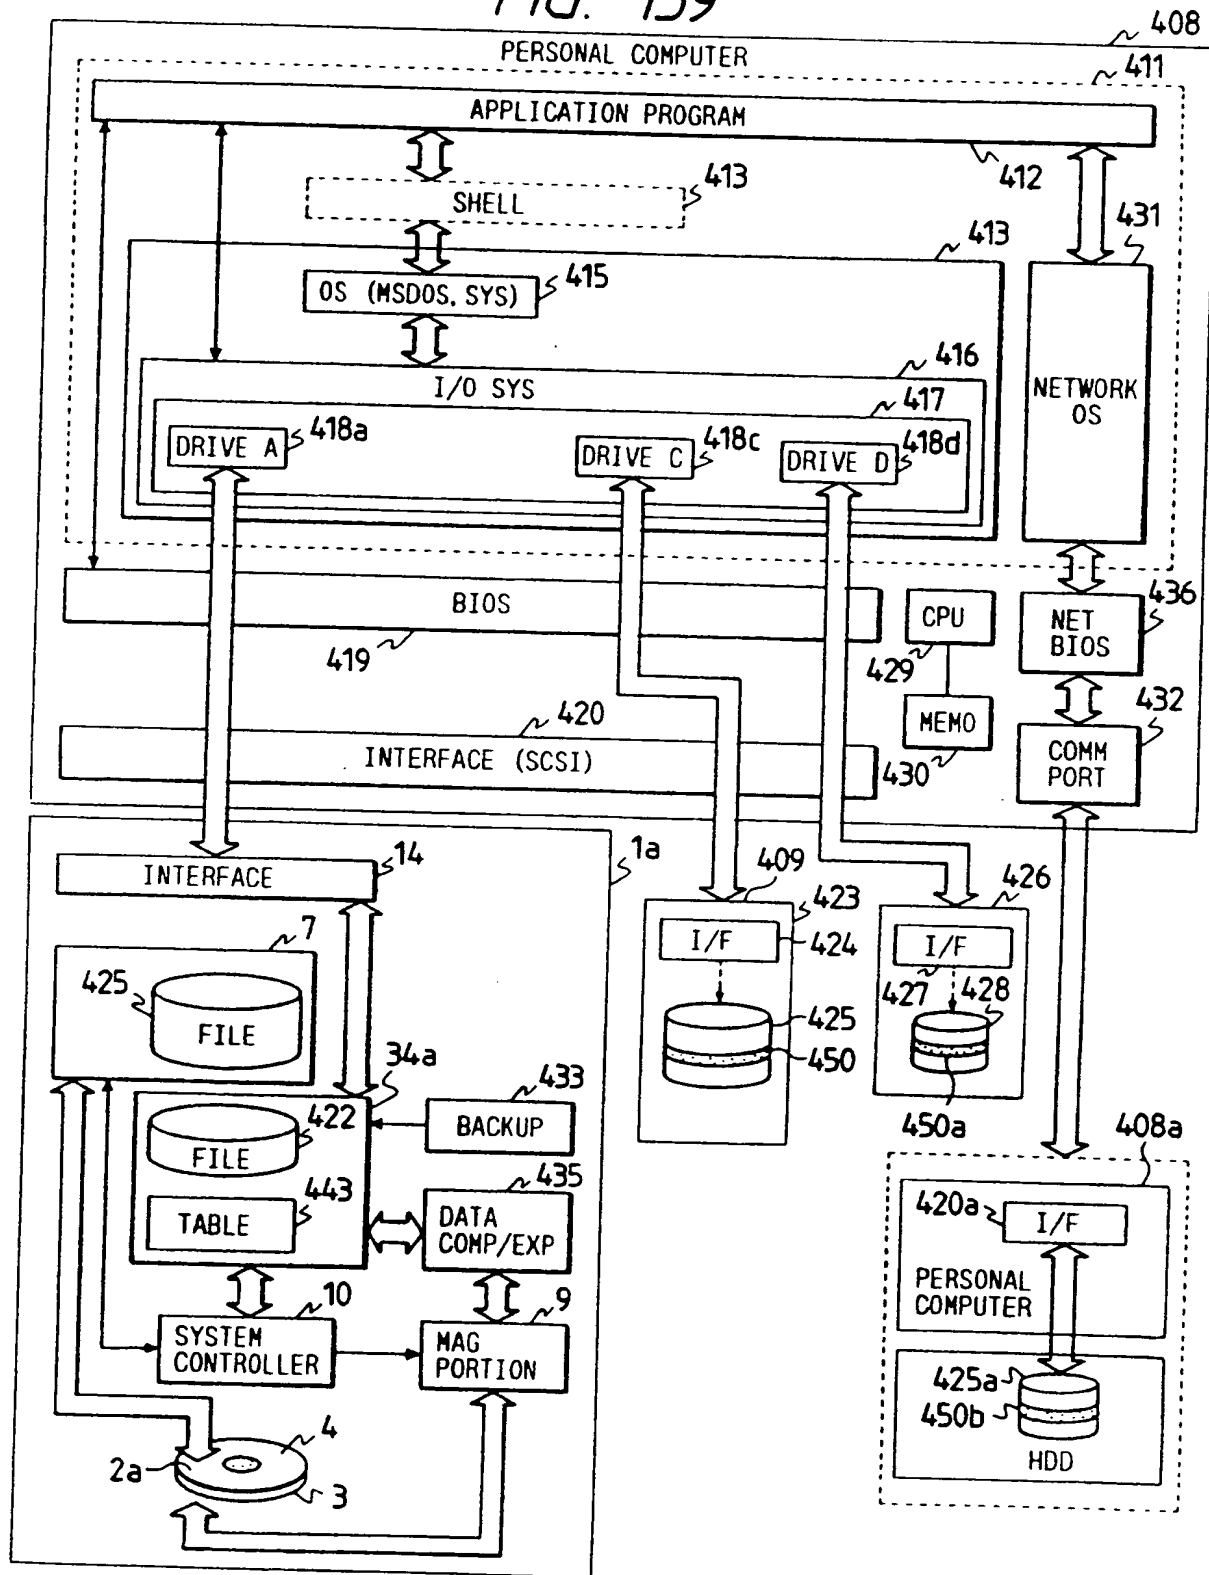 FIG. 159
408
PERSONAL COMPUTER
411
APPLICATION PROGRAM
412
413
SHELL
431
413
OS (MSDOS, SYS)
415
416
I/O SYS
417
NETWORK
OS
DRIVE A
418a
DRIVE C
418c
DRIVE D
418d
BIOS
419
CPU
429
NET
BIOS
436
MEMO
430
432
COMM
PORT
420
INTERFACE (SCSI)
14
INTERFACE
1a
7
425
FILE
34a
422
FILE
443
TABLE
433
BACKUP
435
DATA
COMP/EXP
10
SYSTEM
CONTROLLER
9
MAG
PORTION
4
2a
3
409
423
I/F
424
425
450
426
I/F
427
428
450a
408a
420a
I/F
PERSONAL
COMPUTER
425a
450b
HDD